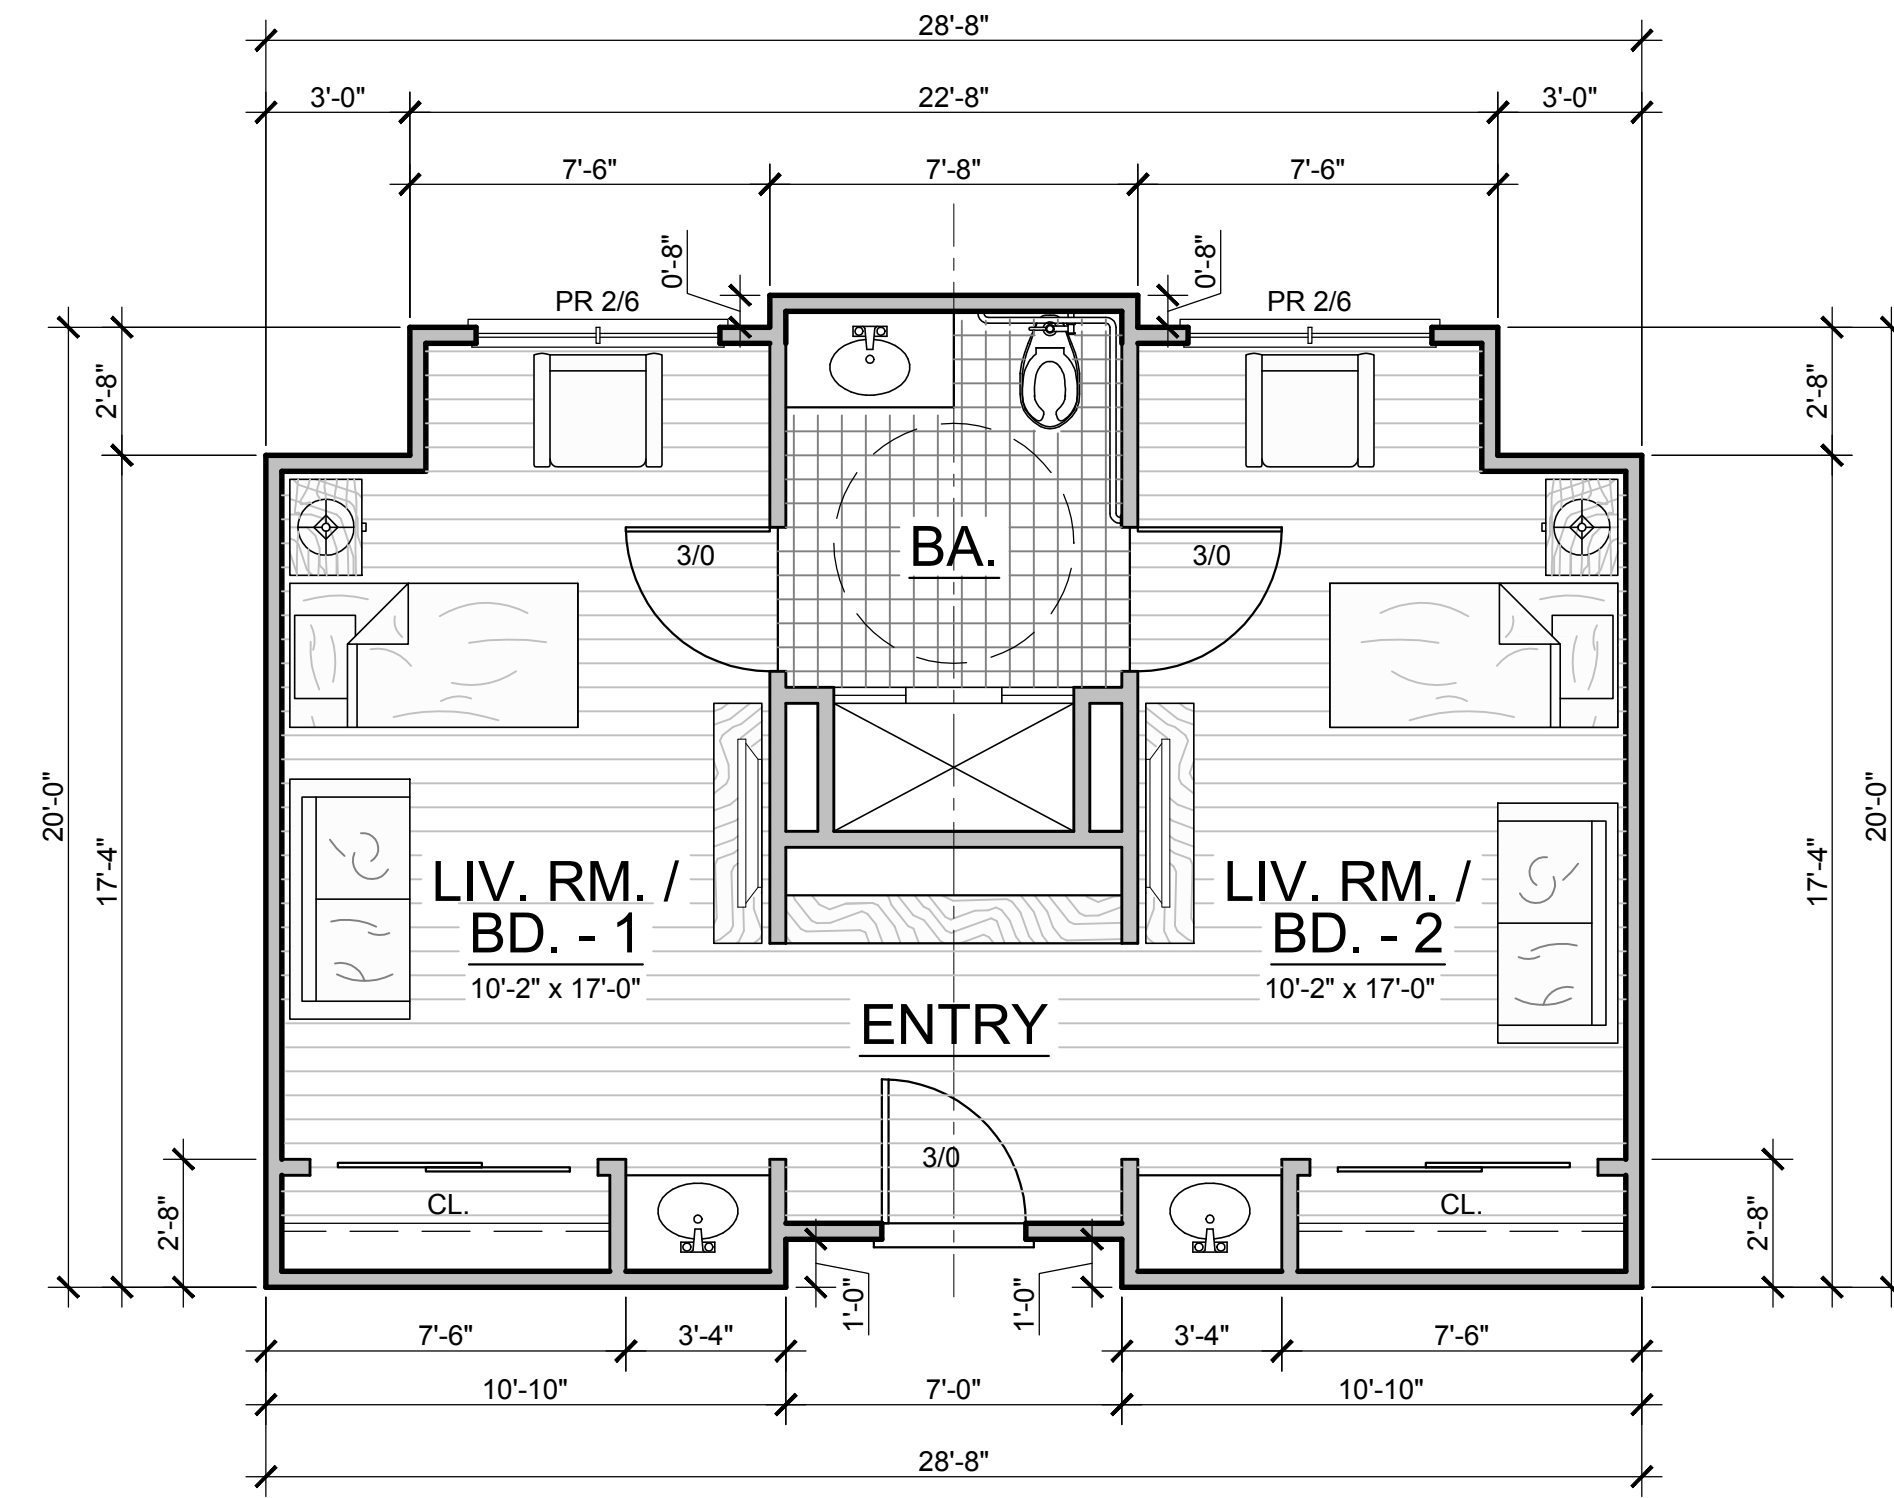 28'-8"
3'-0"
22'-8"
3'-0"
7'-6"
7'-8"
7'-6"
0'-8"
0'-8"
PR 2/6
PR 2/6
2'-8"
2'-8"
BA.
3/0
3/0
20'-0"
17'-4"
17'-4"
20'-0"
LIV. RM. /
BD. - 1
10'-2" x 17'-0"
LIV. RM. /
BD. - 2
10'-2" x 17'-0"
ENTRY
3/0
CL.
CL.
2'-8"
2'-8"
1'-0"
1'-0"
7'-6"
3'-4"
3'-4"
7'-6"
10'-10"
7'-0"
10'-10"
28'-8"